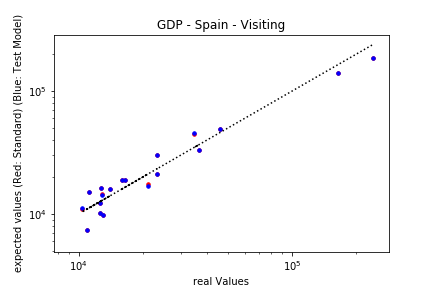 GDP - Spain - Visiting
expected values (Red: Standard) (Blue: Test Model)
10⁵
10⁴
10⁴ 10⁵
real Values